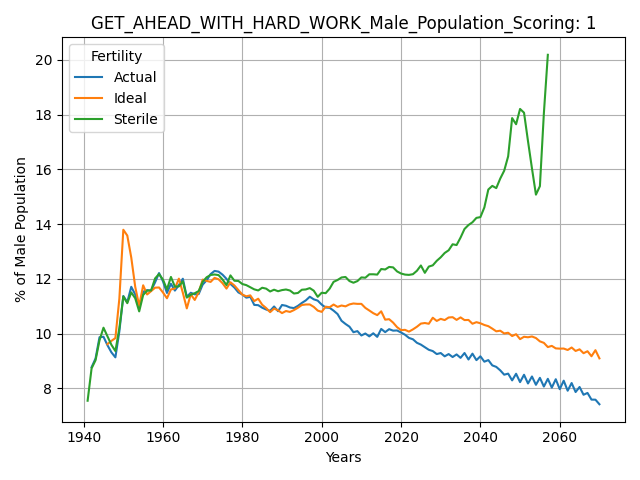 GET_AHEAD_WITH_HARD_WORK_Male_Population_Scoring: 1
Fertility
Actual
Ideal
Sterile
% of Male Population
20
18
16
14
12
10
8
1940 1960 1980 2000 2020 2040 2060
Years